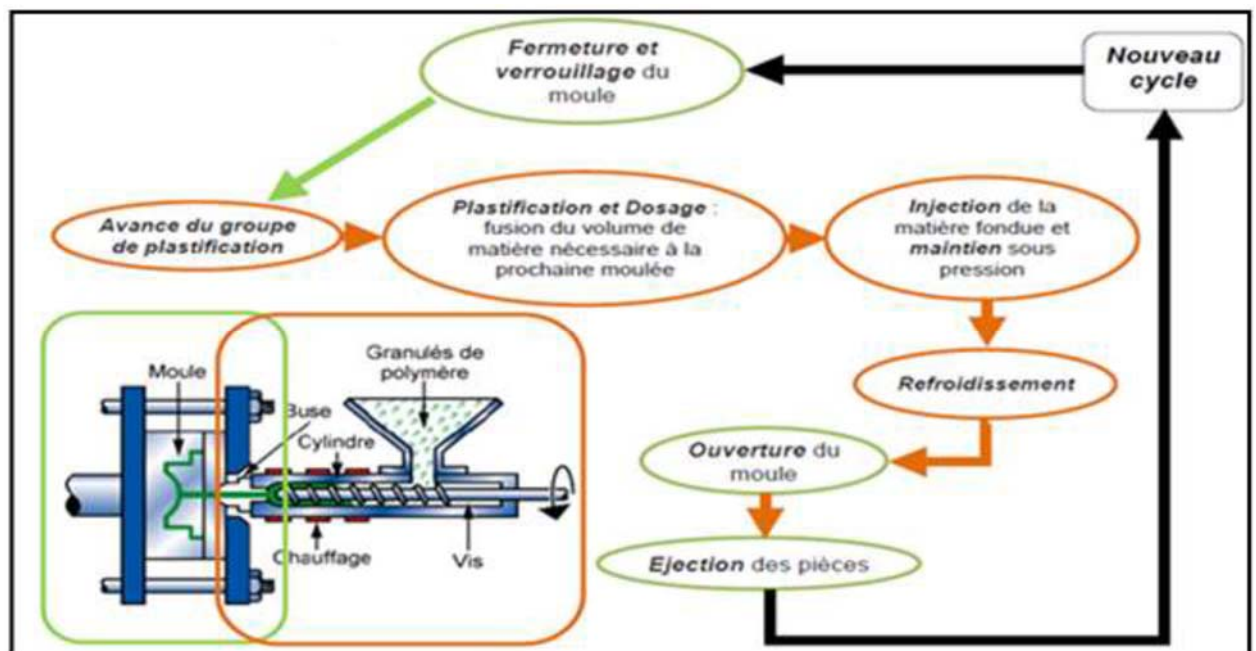 Fermeture et
verrouillage du
moule
Nouveau
cycle
Avance du groupe
de plastification
Plastification et Dosage :
fusion du volume de
matière nécessaire à la
prochaine moulée
Injection de la
matière fondue et
maintien sous
pression
Refroidissement
Ouverture du
moule
Ejection des pièces
Moule
Buse
Cylindre
Granulés de
polymère
Chauffage
Vis